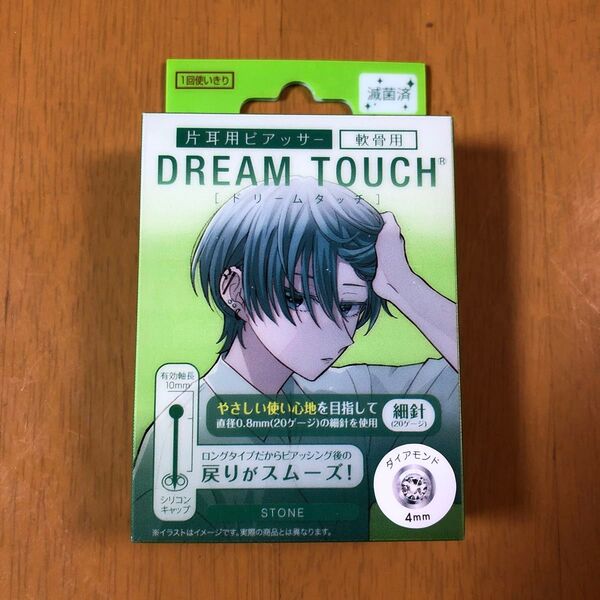 1回使いきり
滅菌済
片耳用ピアッサー 軟骨用
DREAM TOUCH®
[ドリームタッチ]
有効軸長
10mm
やさしい使い心地を目指して
直径0.8mm(20ゲージ)の細針を使用
細針
(20ゲージ)
ロングタイプだからピアッシング後の
戻りがスムーズ!
シリコン
キャップ
ダイアモンド
4mm
STONE
※イラストはイメージです。実際の商品とは異なります。